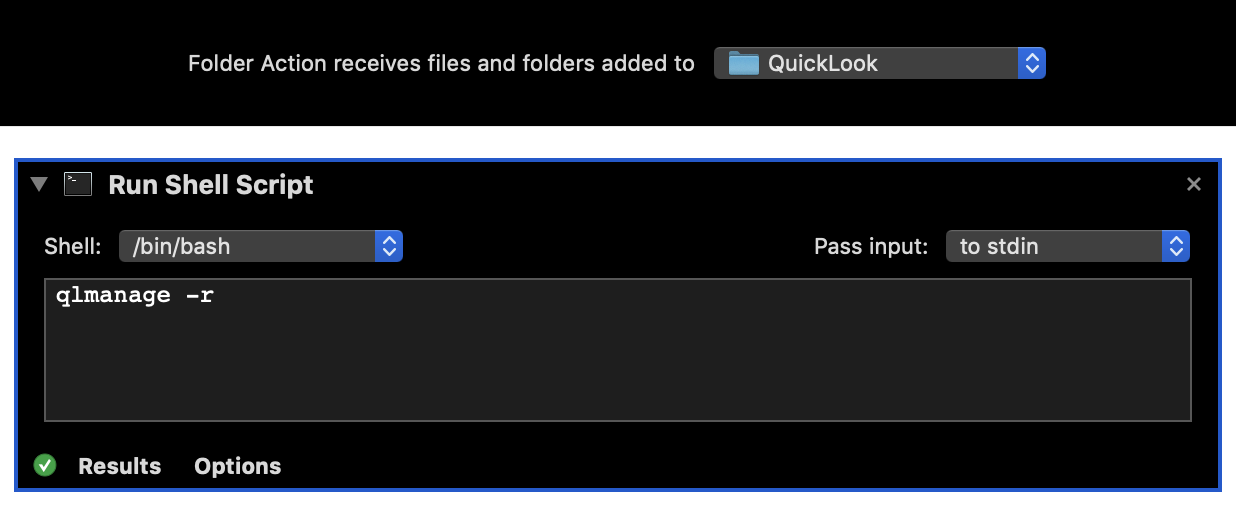 Folder Action receives files and folders added to QuickLook
Run Shell Script
Shell: /bin/bash Pass input: to stdin
qlmanage -r
Results Options